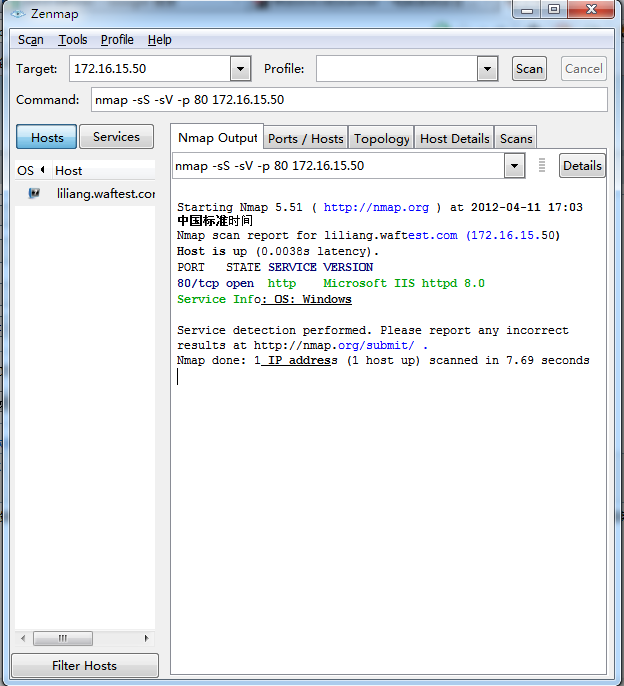 Zenmap
Scan Tools Profile Help
Target: 172.16.15.50 Profile: Scan Cancel
Command: nmap -sS -sV -p 80 172.16.15.50
Hosts Services
OS Host
liliang.waftest.cor
Filter Hosts
Nmap Output Ports / Hosts Topology Host Details Scans
nmap -sS -sV -p 80 172.16.15.50 Details
Starting Nmap 5.51 ( http://nmap.org ) at 2012-04-11 17:03
中国标准时间
Nmap scan report for liliang.waftest.com (172.16.15.50)
Host is up (0.0038s latency).
PORT STATE SERVICE VERSION
80/tcp open http Microsoft IIS httpd 8.0
Service Info: OS: Windows
Service detection performed. Please report any incorrect
results at http://nmap.org/submit/ .
Nmap done: 1 IP address (1 host up) scanned in 7.69 seconds